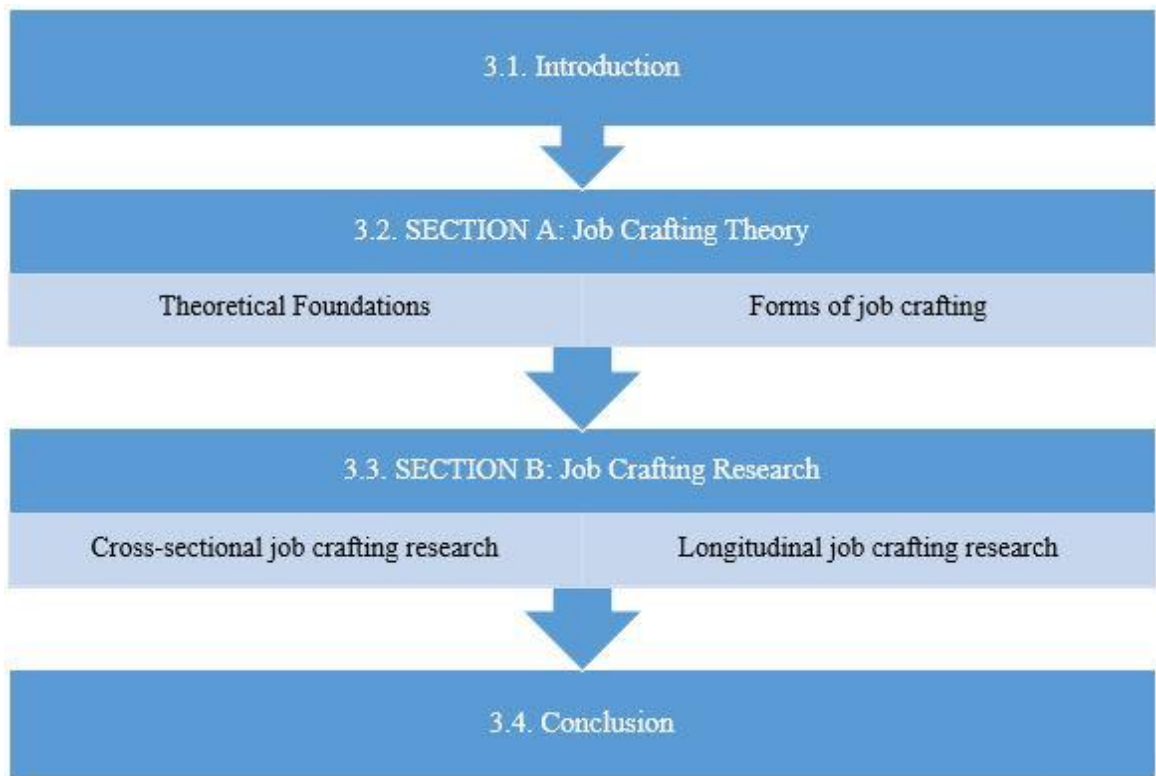 3.1. Introduction
3.2. SECTION A: Job Crafting Theory
Theoretical Foundations
Forms of job crafting
3.3. SECTION B: Job Crafting Research
Cross-sectional job crafting research
Longitudinal job crafting research
3.4. Conclusion